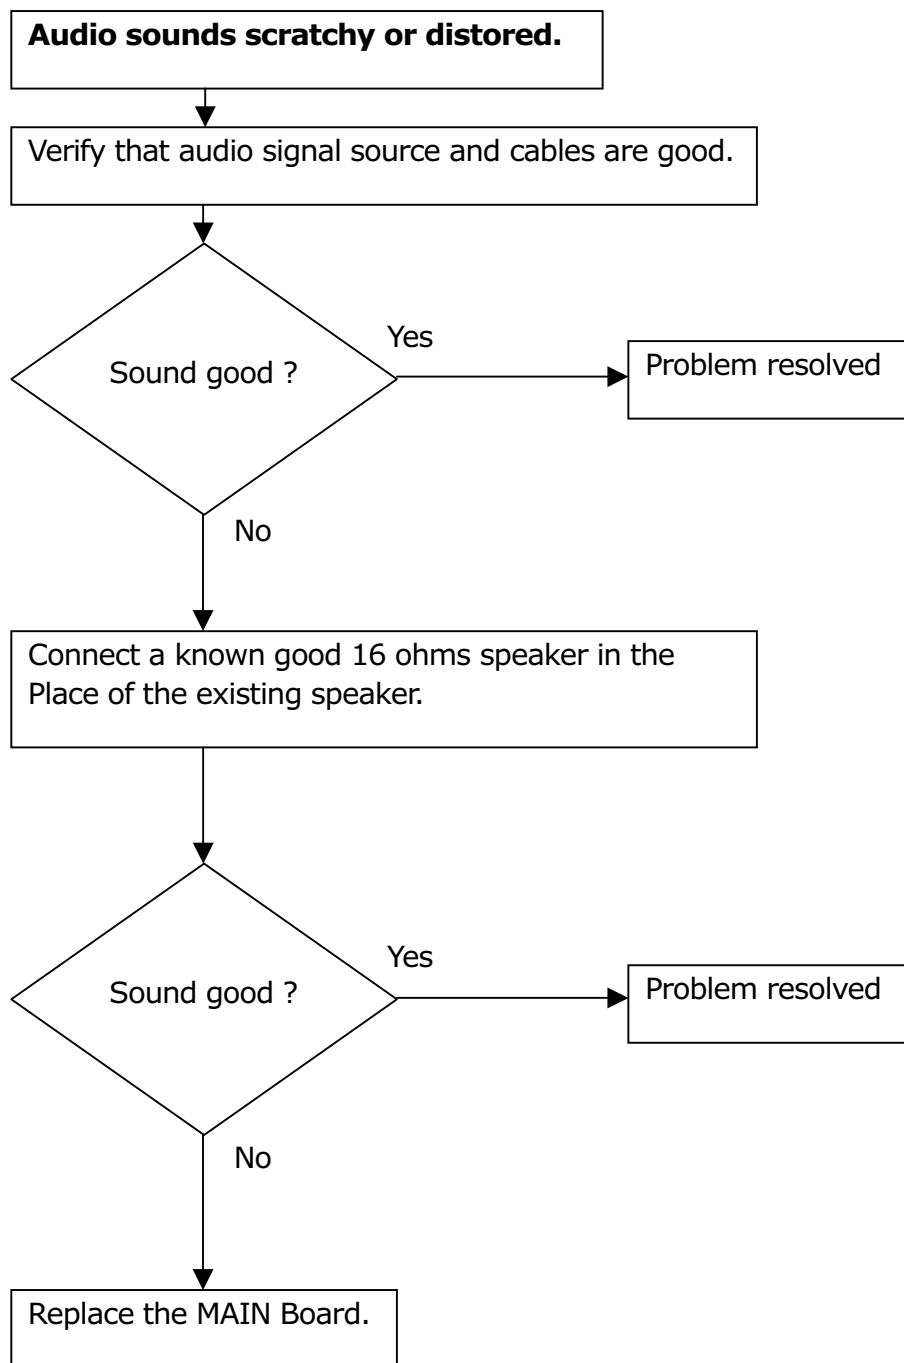 Audio sounds scratchy or distored.
Verify that audio signal source and cables are good.
Yes
Sound good ?
Problem resolved
No
Connect a known good 16 ohms speaker in the
Place of the existing speaker.
Yes
Sound good ?
Problem resolved
No
Replace the MAIN Board.